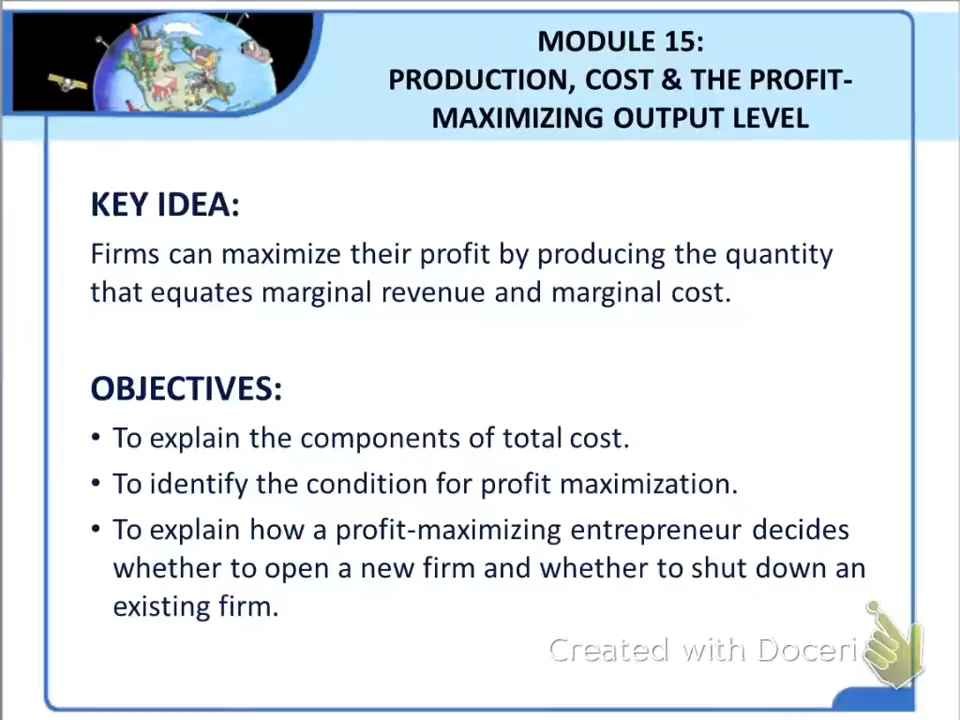 MODULE 15:
PRODUCTION, COST & THE PROFIT-
MAXIMIZING OUTPUT LEVEL
KEY IDEA:
Firms can maximize their profit by producing the quantity
that equates marginal revenue and marginal cost.
OBJECTIVES:
• To explain the components of total cost.
• To identify the condition for profit maximization.
• To explain how a profit-maximizing entrepreneur decides
whether to open a new firm and whether to shut down an
existing firm.
Created with Doceri